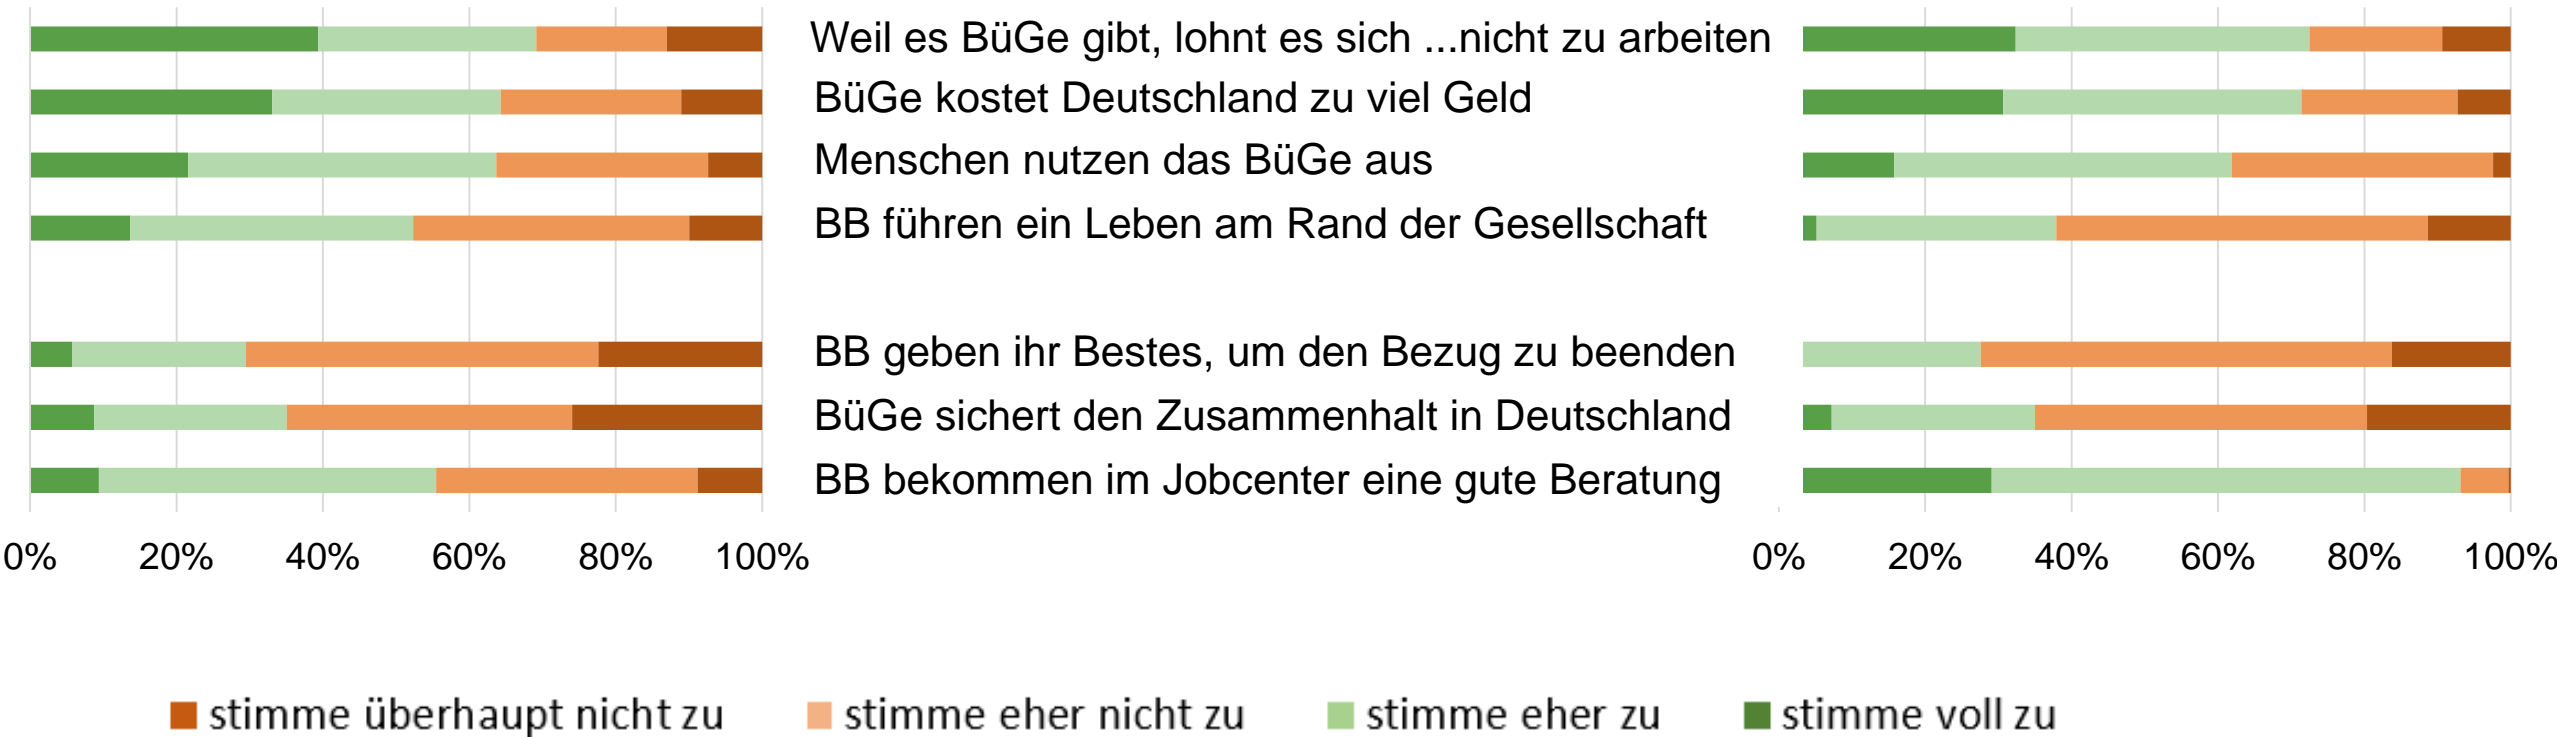 Weil es BüGe gibt, lohnt es sich ...nicht zu arbeiten
BüGe kostet Deutschland zu viel Geld
Menschen nutzen das BüGe aus
BB führen ein Leben am Rand der Gesellschaft
BB geben ihr Bestes, um den Bezug zu beenden
BüGe sichert den Zusammenhalt in Deutschland
BB bekommen im Jobcenter eine gute Beratung
0% 20% 40% 60% 80% 100% 0% 20% 40% 60% 80% 100%
stimme überhaupt nicht zu stimme eher nicht zu stimme eher zu stimme voll zu